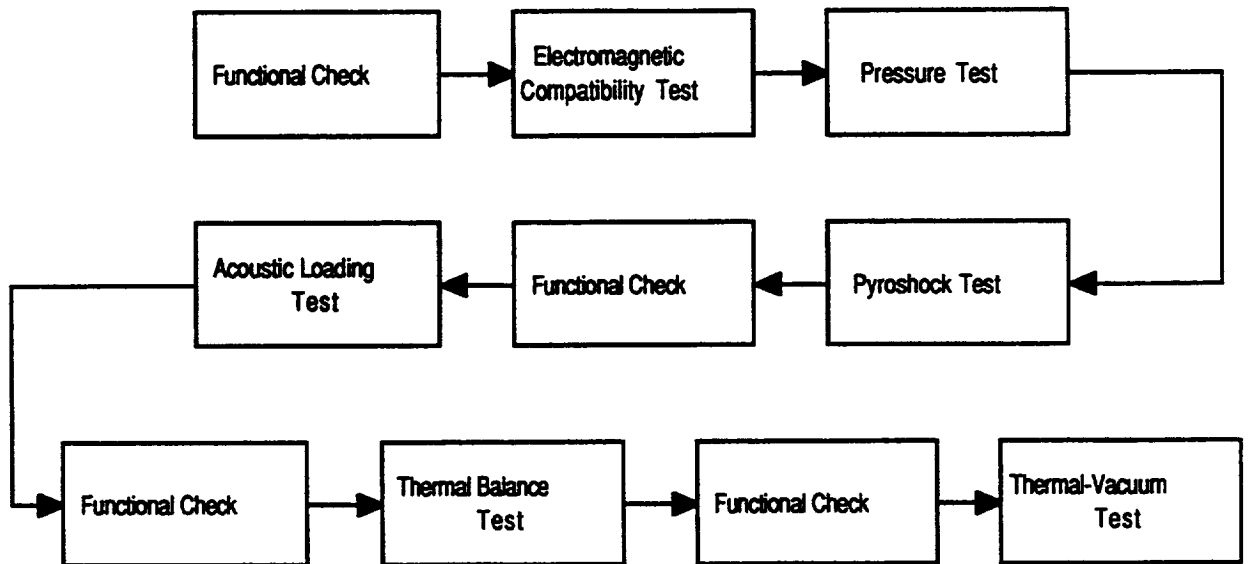 Functional Check
Electromagnetic
Compatibility Test
Pressure Test
Pyroshock Test
Functional Check
Acoustic Loading
Test
Functional Check
Thermal Balance
Test
Functional Check
Thermal-Vacuum
Test